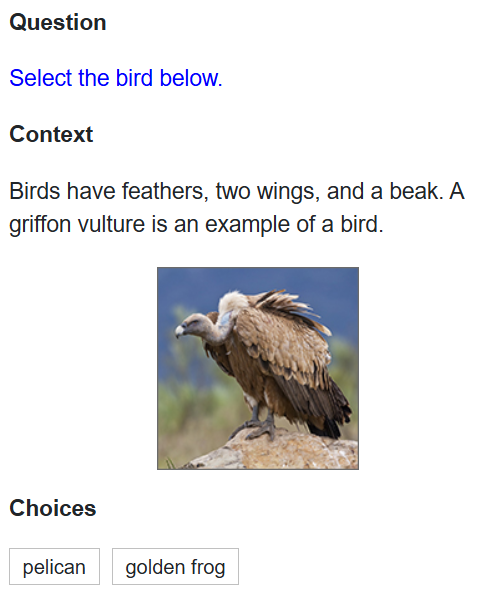 Question
Select the bird below.
Context
Birds have feathers, two wings, and a beak. A
griffon vulture is an example of a bird.
Choices
pelican
golden frog